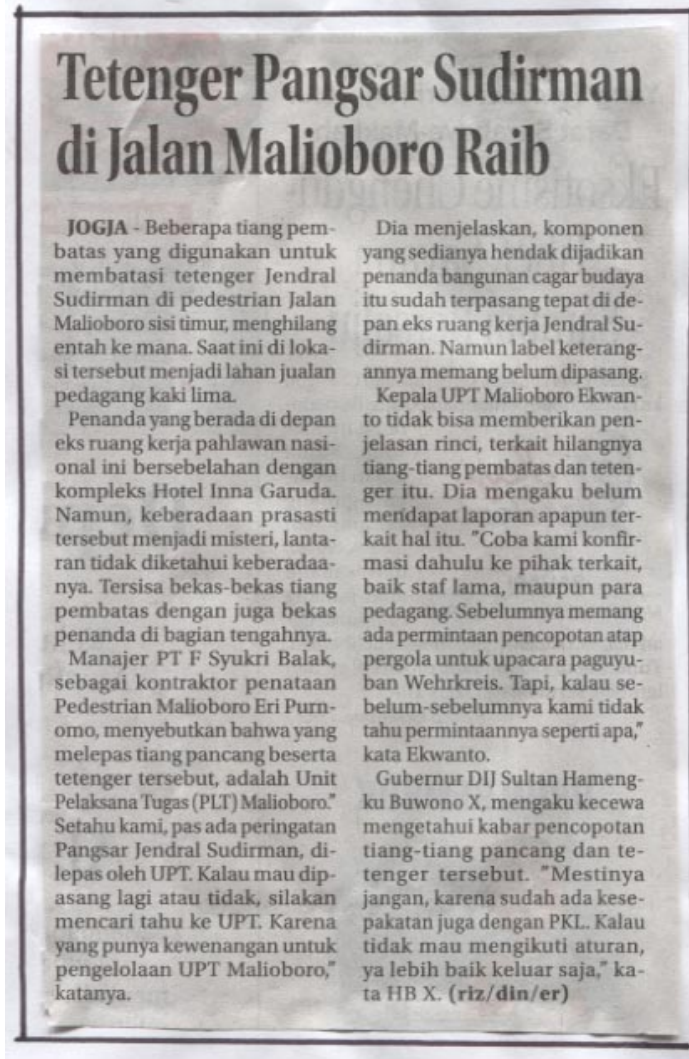 Tetenger Pangsar Sudirman
di Jalan Malioboro Raib
JOGJA - Beberapa tiang pem-
batas yang digunakan untuk
membatasi tetenger Jendral
Sudirman di pedestrian Jalan
Malioboro sisi timur, menghilang
entah ke mana. Saat ini di loka-
si tersebut menjadi lahan jualan
pedagang kaki lima.
Penanda yang berada di depan
eks ruang kerja pahlawan nasi-
onal ini bersebelahan dengan
kompleks Hotel Inna Garuda.
Namun, keberadaan prasasti
tersebut menjadi misteri, lanta-
ran tidak diketahui keberadaa-
nya. Tersisa bekas-bekas tiang
pembatas dengan juga bekas
penanda di bagian tengahnya.
Manajer PT F Syukri Balak,
sebagai kontraktor penataan
Pedestrian Malioboro Eri Purn-
omo, menyebutkan bahwa yang
melepas tiang pancang beserta
tetenger tersebut, adalah Unit
Pelaksana Tugas (PLT) Malioboro."
Setahu kami, pas ada peringatan
Pangsar Jendral Sudirman, di-
lepas oleh UPT. Kalau mau dip-
asang lagi atau tidak, silakan
mencari tahu ke UPT. Karena
yang punya kewenangan untuk
pengelolaan UPT Malioboro,"
katanya.
Dia menjelaskan, komponen
yang sedianya hendak dijadikan
penanda bangunan cagar budaya
itu sudah terpasang tepat di de-
pan eks ruang kerja Jendral Su-
dirman. Namun label keterang-
annya memang belum dipasang.
Kepala UPT Malioboro Ekwan-
to tidak bisa memberikan pen-
jelasan rinci, terkait hilangnya
tiang-tiang pembatas dan teten-
ger itu. Dia mengaku belum
mendapat laporan apapun ter-
kait hal itu. "Coba kami konfir-
masi dahulu ke pihak terkait,
baik staf lama, maupun para
pedagang. Sebelumnya memang
ada permintaan pencopotan atap
pergola untuk upacara paguyu-
ban Wehrkreis. Tapi, kalau se-
belum-sebelumnya kami tidak
tahu permintaannya seperti apa,"
kata Ekwanto.
Gubernur DIJ Sultan Hameng-
ku Buwono X, mengaku kecewa
mengetahui kabar pencopotan
tiang-tiang pancang dan te-
tenger tersebut. "Mestinya
jangan, karena sudah ada kese-
pakatan juga dengan PKL. Kalau
tidak mau mengikuti aturan,
ya lebih baik keluar saja," ka-
ta HB X. (riz/din/er)